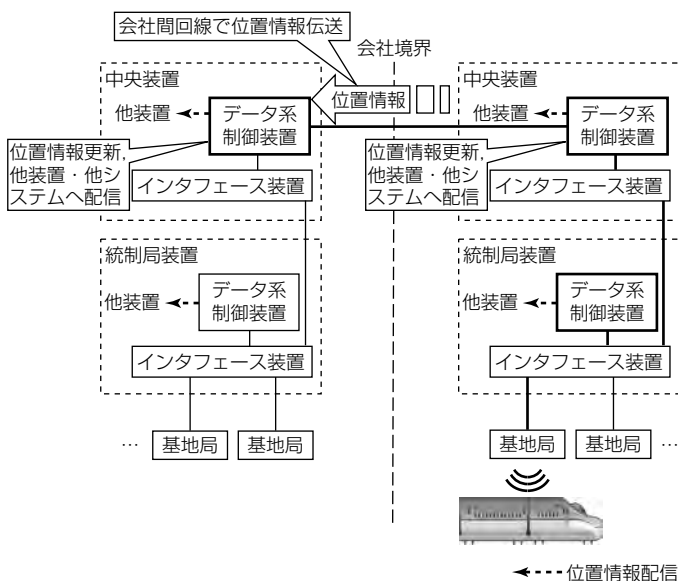 会社間回線で位置情報伝送
会社境界
中央装置
他装置
データ系
制御装置
位置情報
位置情報更新,
他装置・他シ
ステムへ配信
インタフェース装置
統制局装置
他装置
データ系
制御装置
インタフェース装置
… 基地局 基地局
中央装置
他装置
データ系
制御装置
位置情報更新,
他装置・他シ
ステムへ配信
インタフェース装置
統制局装置
他装置
データ系
制御装置
インタフェース装置
基地局 基地局 …
位置情報配信